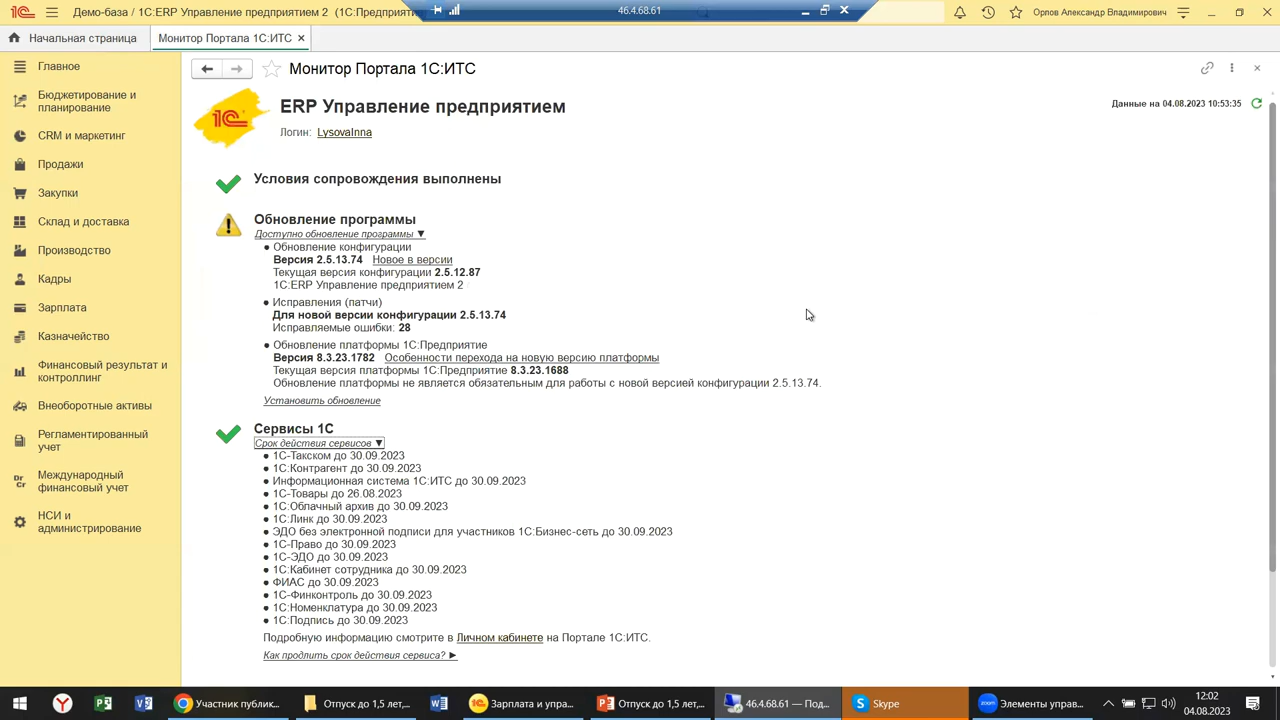 Демо-база / 1С:ERP Управление предприятием 2 (1С:Предприятие)
46.4.68.61
Орлов Александр Владимирович
Начальная страница
Монитор Портала 1С:ИТС
Монитор Портала 1С:ИТС
Главное
Бюджетирование и
планирование
CRM и маркетинг
Продажи
Закупки
Склад и доставка
Производство
Кадры
Зарплата
Казначейство
Финансовый результат и
контроллинг
Внеоборотные активы
Регламентированный
учет
Dr
Cr
Международный
финансовый учет
НСИ и
администрирование
1С
ERP Управление предприятием
Данные на 04.08.2023 10:53:35
Логин: LysovaInna
Условия сопровождения выполнены
Обновление программы
Доступно обновление программы ▼
● Обновление конфигурации
Версия 2.5.13.74 Новое в версии
Текущая версия конфигурации 2.5.12.87
1С:ERP Управление предприятием 2
● Исправления (патчи)
Для новой версии конфигурации 2.5.13.74
Исправляемые ошибки: 28
● Обновление платформы 1С:Предприятие
Версия 8.3.23.1782 Особенности перехода на новую версию платформы
Текущая версия платформы 1С:Предприятие 8.3.23.1688
Обновление платформы не является обязательным для работы с новой версией конфигурации 2.5.13.74.
Установить обновление
Сервисы 1С
Срок действия сервисов ▼
● 1С-Такском до 30.09.2023
● 1С:Контрагент до 30.09.2023
● Информационная система 1С:ИТС до 30.09.2023
● 1С-Товары до 26.08.2023
● 1С:Облачный архив до 30.09.2023
● 1С:Линк до 30.09.2023
● ЭДО без электронной подписи для участников 1С:Бизнес-сеть до 30.09.2023
● 1С-Право до 30.09.2023
● 1С-ЭДО до 30.09.2023
● 1С:Кабинет сотрудника до 30.09.2023
● ФИАС до 30.09.2023
● 1С-Финконтроль до 30.09.2023
● 1С:Номенклатура до 30.09.2023
● 1С:Подпись до 30.09.2023
Подробную информацию смотрите в Личном кабинете на Портале 1С:ИТС.
Как продлить срок действия сервиса? ►
Участник публик...
Отпуск до 1,5 лет,...
Зарплата и упра...
Отпуск до 1,5 лет,...
46.4.68.61 — Под...
Skype
zoom
Элементы управ...
12:02
04.08.2023